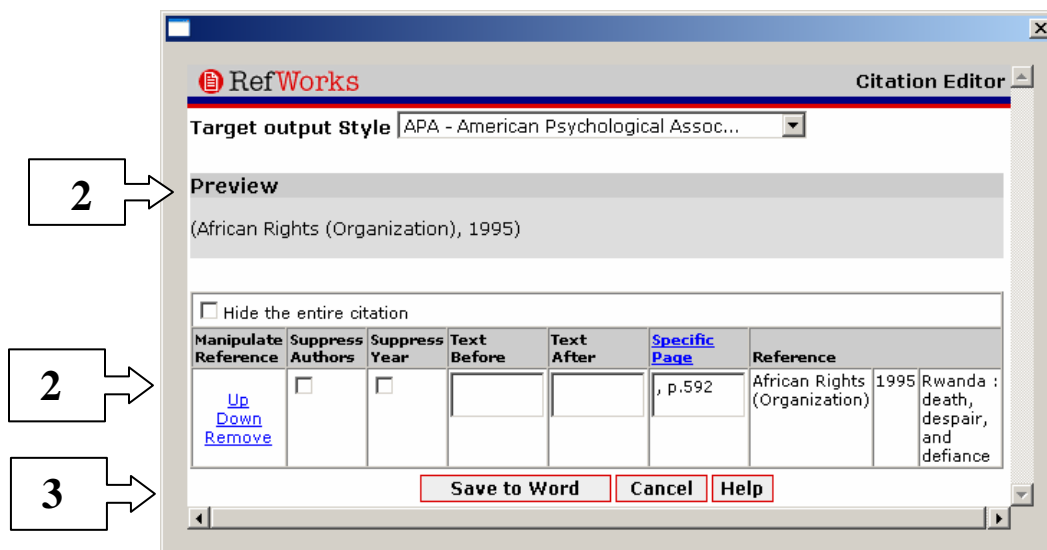 RefWorks Citation Editor
Target output Style APA - American Psychological Assoc...
2
Preview
(African Rights (Organization), 1995)
Hide the entire citation
Manipulate Suppress Suppress Text Text Specific
Reference Authors Year Before After Page Reference
2
Up
Down
Remove
, p.592
African Rights
(Organization)
1995
Rwanda :
death,
despair,
and
defiance
3
Save to Word Cancel Help